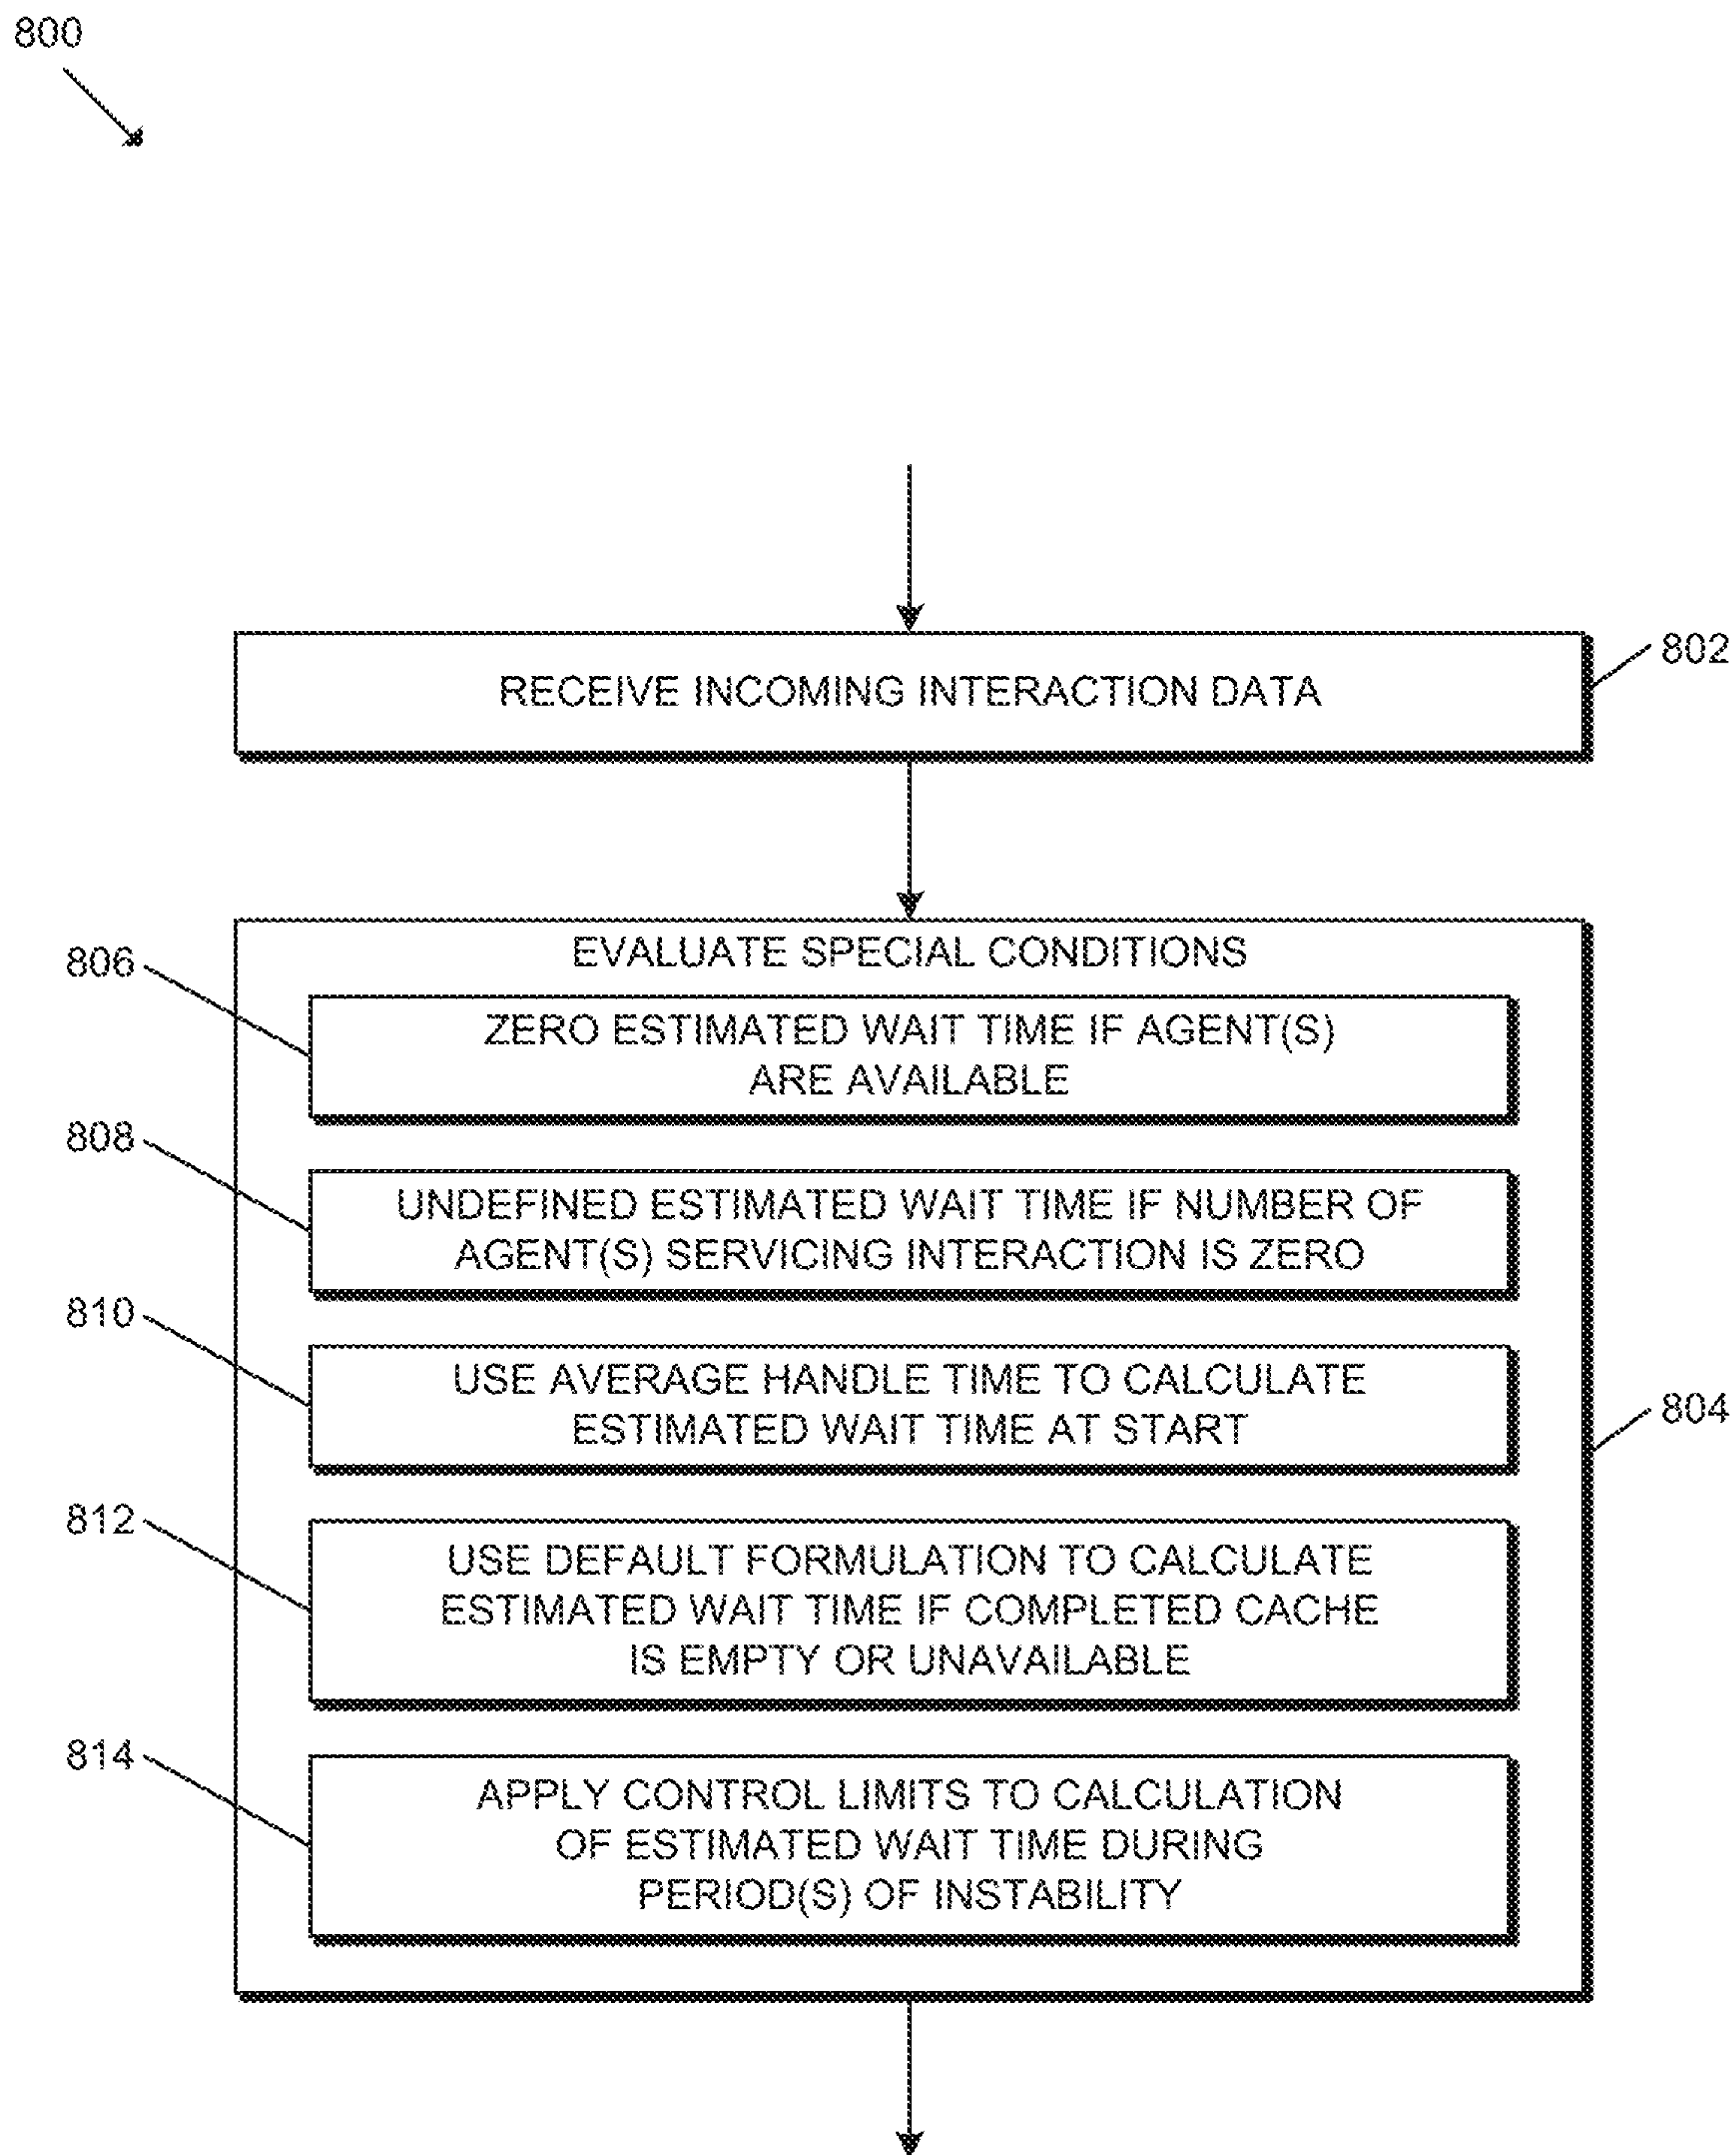 800
RECEIVE INCOMING INTERACTION DATA
802
EVALUATE SPECIAL CONDITIONS
804
806
ZERO ESTIMATED WAIT TIME IF AGENT(S)
ARE AVAILABLE
808
UNDEFINED ESTIMATED WAIT TIME IF NUMBER OF
AGENT(S) SERVICING INTERACTION IS ZERO
810
USE AVERAGE HANDLE TIME TO CALCULATE
ESTIMATED WAIT TIME AT START
812
USE DEFAULT FORMULATION TO CALCULATE
ESTIMATED WAIT TIME IF COMPLETED CACHE
IS EMPTY OR UNAVAILABLE
814
APPLY CONTROL LIMITS TO CALCULATION
OF ESTIMATED WAIT TIME DURING
PERIOD(S) OF INSTABILITY